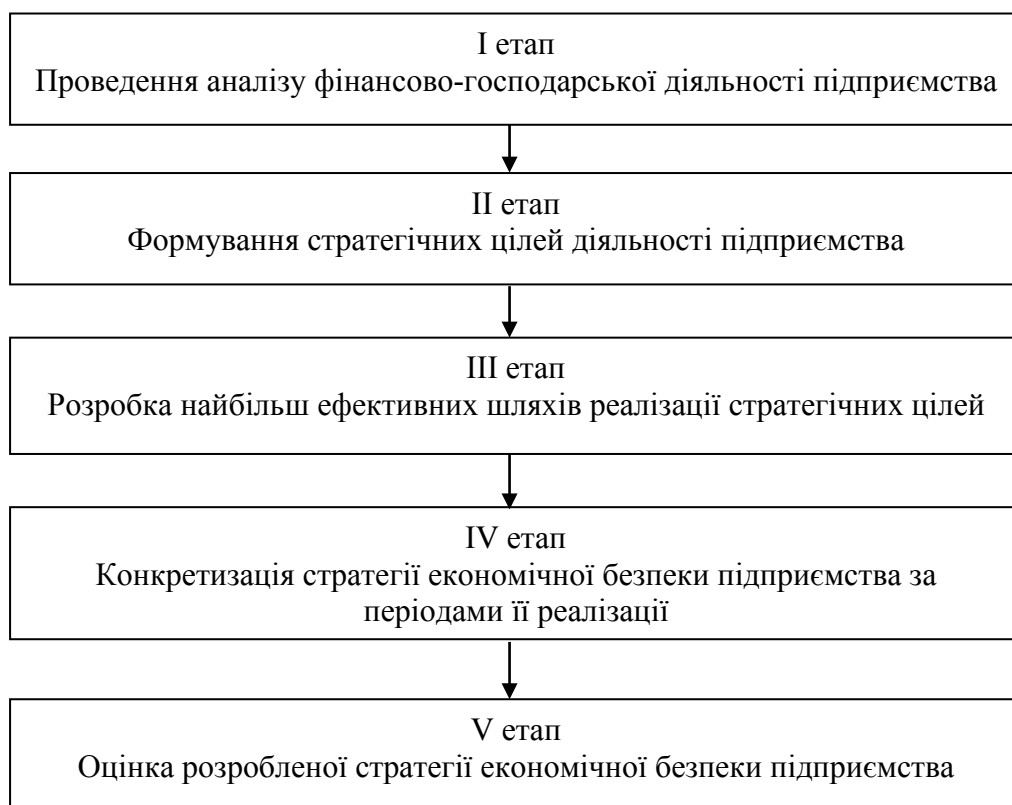 I етап
Проведення аналізу фінансово-господарської діяльності підприємства
II етап
Формування стратегічних цілей діяльності підприємства
III етап
Розробка найбільш ефективних шляхів реалізації стратегічних цілей
IV етап
Конкретизація стратегії економічної безпеки підприємства за
періодами її реалізації
V етап
Оцінка розробленої стратегії економічної безпеки підприємства